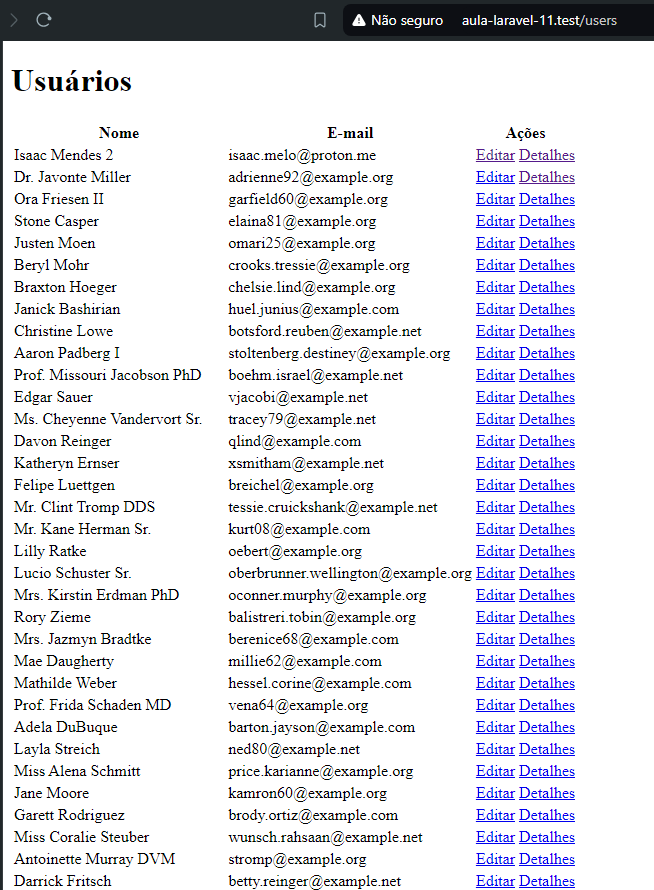 Não seguro aula-laravel-11.test/users
Usuários
Nome E-mail Ações
Isaac Mendes 2 isaac.melo@proton.me Editar Detalhes
Dr. Javonte Miller adrienne92@example.org Editar Detalhes
Ora Friesen II garfield60@example.org Editar Detalhes
Stone Casper elaina81@example.org Editar Detalhes
Justen Moen omari25@example.org Editar Detalhes
Beryl Mohr crooks.tressie@example.org Editar Detalhes
Braxton Hoeger chelsie.lind@example.org Editar Detalhes
Janick Bashirian huel.junius@example.com Editar Detalhes
Christine Lowe botsford.reuben@example.net Editar Detalhes
Aaron Padberg I stoltenberg.destiney@example.org Editar Detalhes
Prof. Missouri Jacobson PhD boehm.israel@example.net Editar Detalhes
Edgar Sauer vjacobi@example.net Editar Detalhes
Ms. Cheyenne Vandervort Sr. tracey79@example.net Editar Detalhes
Davon Reinger qlind@example.com Editar Detalhes
Katheryn Ernser xsmitham@example.net Editar Detalhes
Felipe Luettgen breichel@example.org Editar Detalhes
Mr. Clint Tromp DDS tessie.cruickshank@example.net Editar Detalhes
Mr. Kane Herman Sr. kurt08@example.com Editar Detalhes
Lilly Ratke oebert@example.org Editar Detalhes
Lucio Schuster Sr. oberbrunner.wellington@example.org Editar Detalhes
Mrs. Kirstin Erdman PhD oconner.murphy@example.org Editar Detalhes
Rory Zieme balistreri.tobin@example.org Editar Detalhes
Mrs. Jazmyn Bradtke berenice68@example.com Editar Detalhes
Mae Daugherty millie62@example.com Editar Detalhes
Mathilde Weber hessel.corine@example.com Editar Detalhes
Prof. Frida Schaden MD vena64@example.org Editar Detalhes
Adela DuBuque barton.jayson@example.com Editar Detalhes
Layla Streich ned80@example.net Editar Detalhes
Miss Alena Schmitt price.karianne@example.org Editar Detalhes
Jane Moore kamron60@example.org Editar Detalhes
Garett Rodriguez brody.ortiz@example.com Editar Detalhes
Miss Coralie Steuber wunsch.rahsaan@example.net Editar Detalhes
Antoinette Murray DVM stromp@example.org Editar Detalhes
Darrick Fritsch betty.reinger@example.net Editar Detalhes